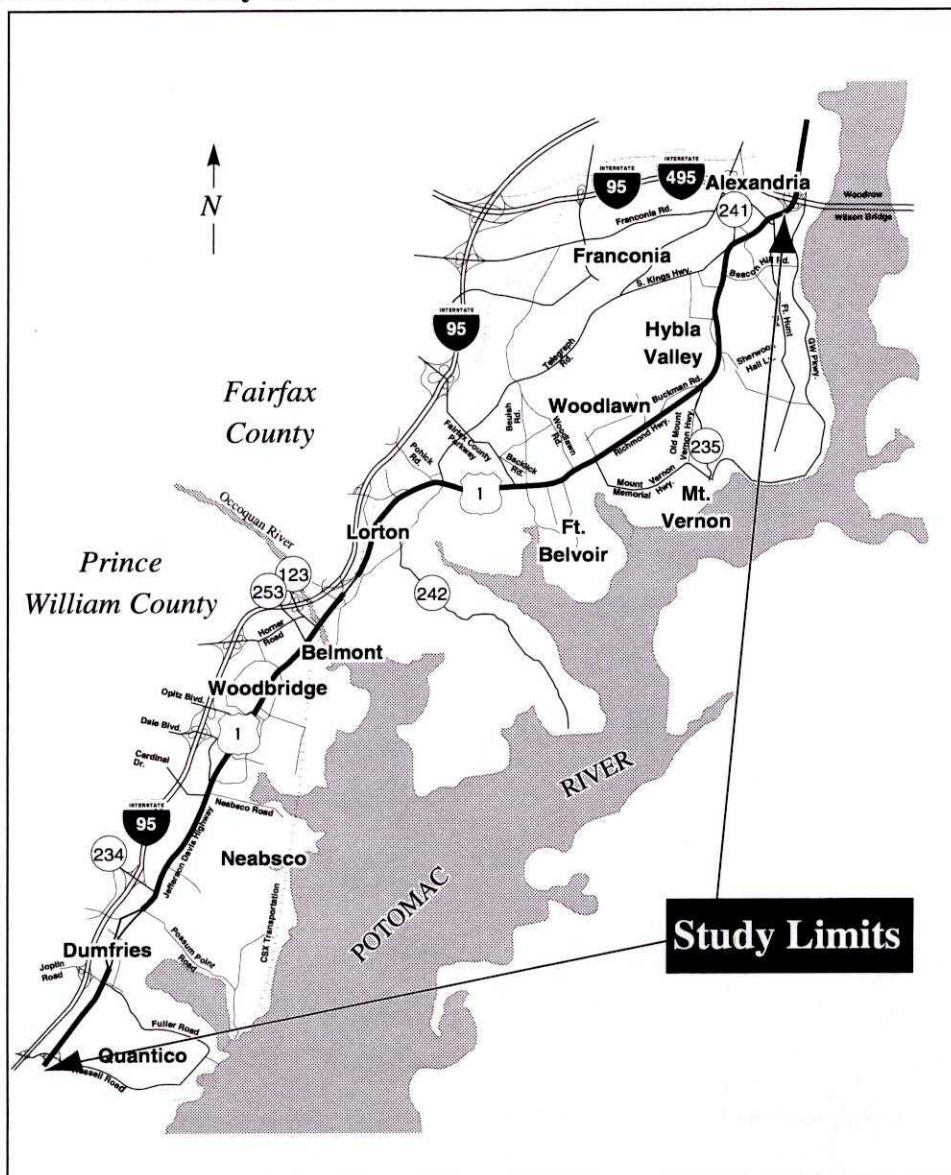 N
INTERSTATE
95
INTERSTATE
495
Alexandria
241
Woodrow
Wilson Bridge
Franconia Rd.
Franconia
S. Kings Hwy.
Beacon Hill Rd.
INTERSTATE
95
Hybla
Valley
Ft. Hunt
GW Pkwy.
Sherwood
Hall Ln.
Telegraph
Rd.
Fairfax
County
Woodlawn
Buckman Rd.
Richmond Hwy.
Beulah
Rd.
Woodlawn
Rd.
Old Mount
Vernon Hwy.
235
Fairfax County
Parkway
Backlick
Rd.
Pohick
Rd.
1
Mount Vernon
Memorial Hwy.
Mt.
Vernon
Occoquan River
Lorton
Ft.
Belvoir
Prince
William County
123
253
242
Horner
Road
Belmont
Woodbridge
Opitz Blvd.
Dale Blvd.
1
Cardinal
Dr.
POTOMAC
RIVER
INTERSTATE
95
Neabsco Road
Jefferson Davis Highway
234
Neabsco
CSX Transportation
Possum Point
Road
Study Limits
Dumfries
Joplin
Road
Fuller Road
Quantico
Russell Road